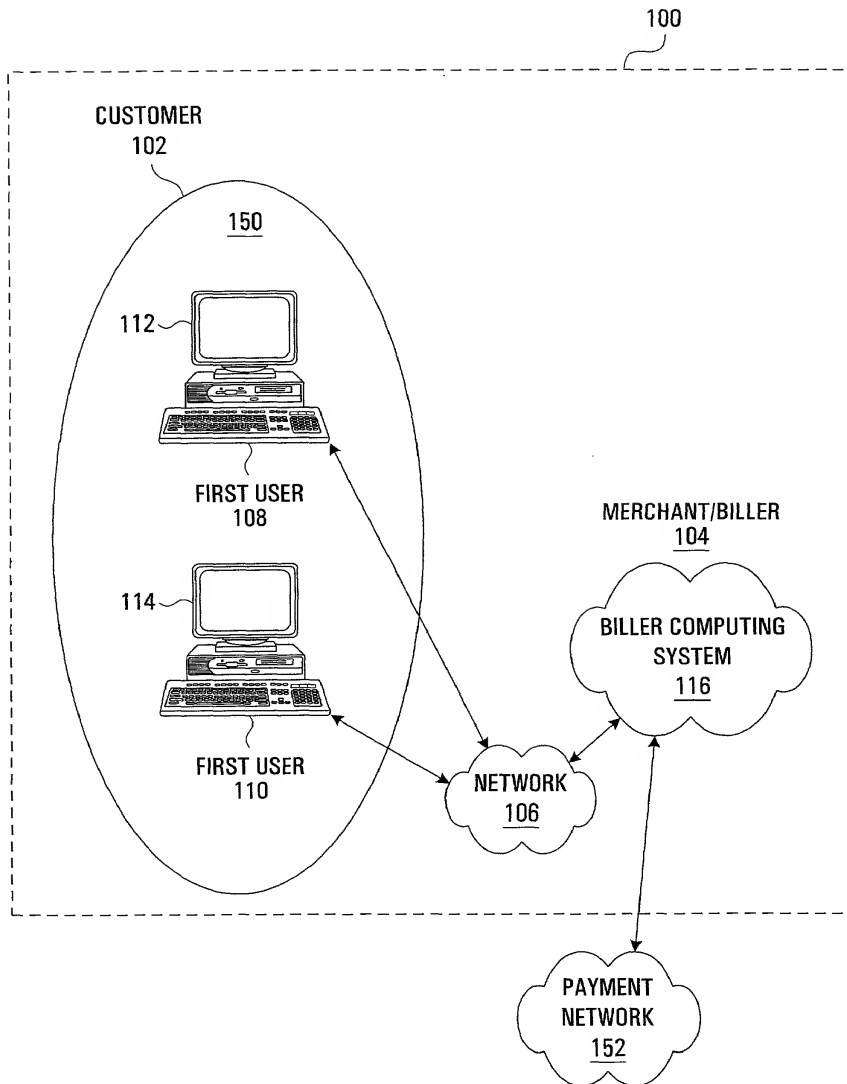 100
CUSTOMER
102
150
112
FIRST USER
108
MERCHANT/BILLER
104
114
BILLER COMPUTING
SYSTEM
116
FIRST USER
110
NETWORK
106
PAYMENT
NETWORK
152